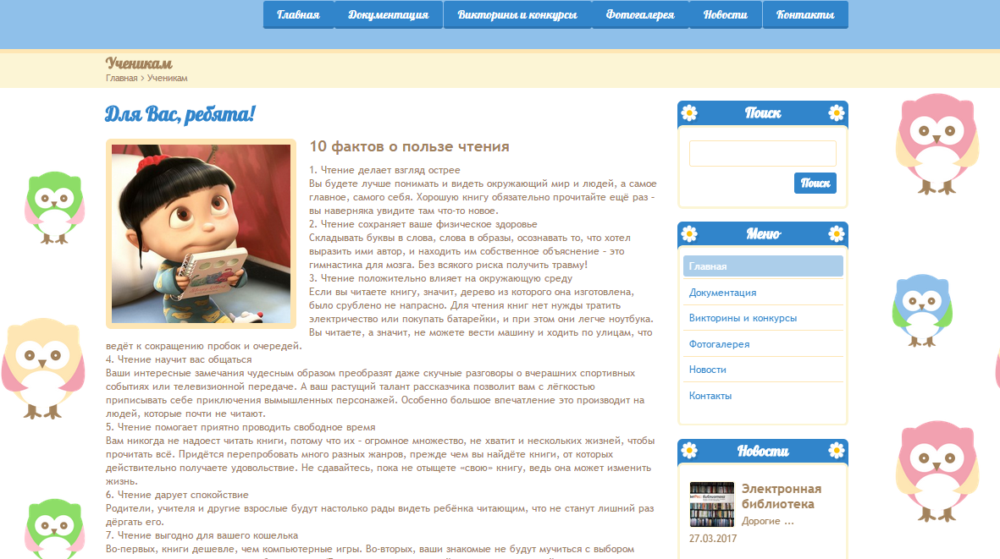 Главная Документация Викторины и конкурсы Фотогалерея Новости Контакты
Ученикам
Главная > Ученикам
Для Вас, ребята!
10 фактов о пользе чтения
1. Чтение делает взгляд острее
Вы будете лучше понимать и видеть окружающий мир и людей, а самое
главное, самого себя. Хорошую книгу обязательно прочитайте ещё раз –
вы наверняка увидите там что-то новое.
2. Чтение сохраняет ваше физическое здоровье
Складывать буквы в слова, слова в образы, осознавать то, что хотел
выразить ими автор, и находить им собственное объяснение – это
гимнастика для мозга. Без всякого риска получить травму!
3. Чтение положительно влияет на окружающую среду
Если вы читаете книгу, значит, дерево из которого она изготовлена,
было срублено не напрасно. Для чтения книг нет нужды тратить
электричество или покупать батарейки, и при этом они легче ноутбука.
Вы читаете, а значит, не можете вести машину и ходить по улицам, что
ведёт к сокращению пробок и очередей.
4. Чтение научит вас общаться
Ваши интересные замечания чудесным образом преобразят даже скучные разговоры о вчерашних спортивных
событиях или телевизионной передаче. А ваш растущий талант рассказчика позволит вам с лёгкостью
приписывать себе приключения вымышленных персонажей. Особенно большое впечатление это производит на
людей, которые почти не читают.
5. Чтение помогает приятно проводить свободное время
Вам никогда не надоест читать книги, потому что их – огромное множество, не хватит и нескольких жизней, чтобы
прочитать всё. Придётся перепробовать много разных жанров, прежде чем вы найдёте книги, от которых
действительно получаете удовольствие. Не сдавайтесь, пока не отыщете «свою» книгу, ведь она может изменить
жизнь.
6. Чтение дарует спокойствие
Родители, учителя и другие взрослые будут настолько рады видеть ребёнка читающим, что не станут лишний раз
дёргать его.
7. Чтение выгодно для вашего кошелька
Во-первых, книги дешевле, чем компьютерные игры. Во-вторых, ваши знакомые не будут мучиться с выбором
Поиск
Поиск
Меню
Главная
Документация
Викторины и конкурсы
Фотогалерея
Новости
Контакты
Новости
Электронная
библиотека
Дорогие ...
27.03.2017